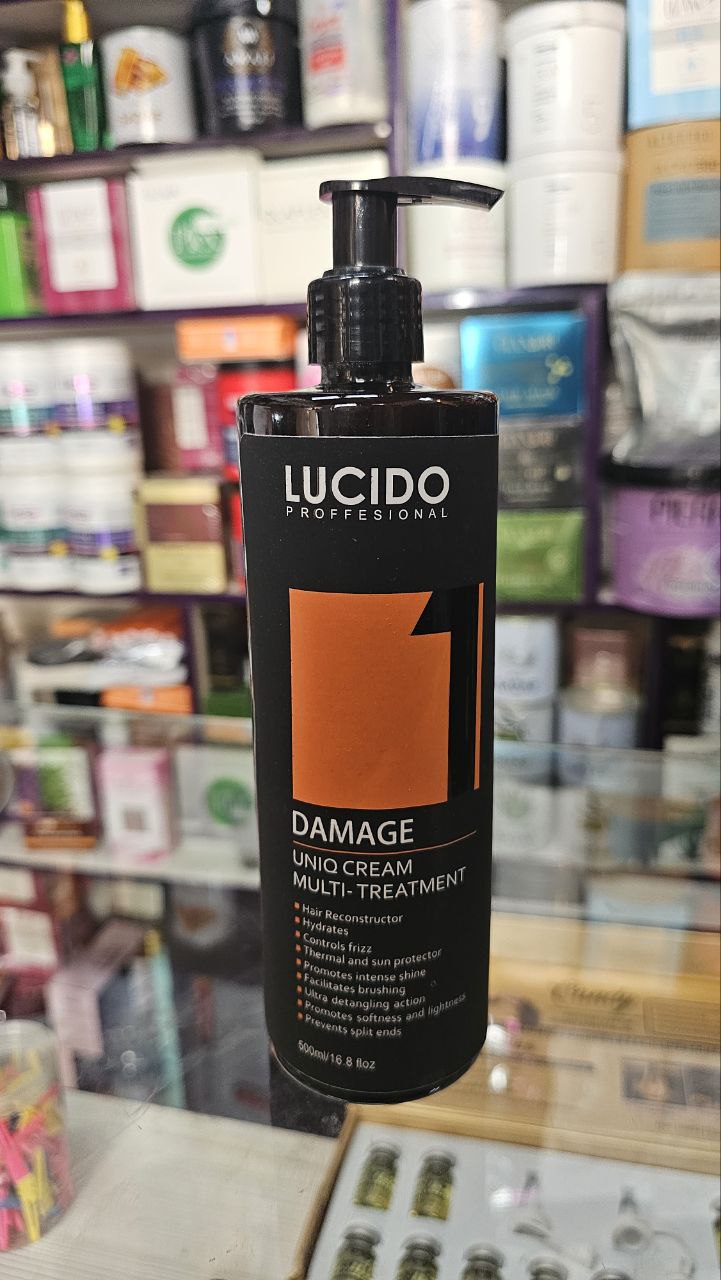 LUCIDO
PROFFESIONAL
1
DAMAGE
UNIQ CREAM
MULTI-TREATMENT
Hair Reconstructor
Hydrates
Controls frizz
Thermal and sun protector
Promotes intense shine
Facilitates brushing
Ultra detangling action
Promotes softness and lightness
Prevents split ends
500ml/16.8 floz